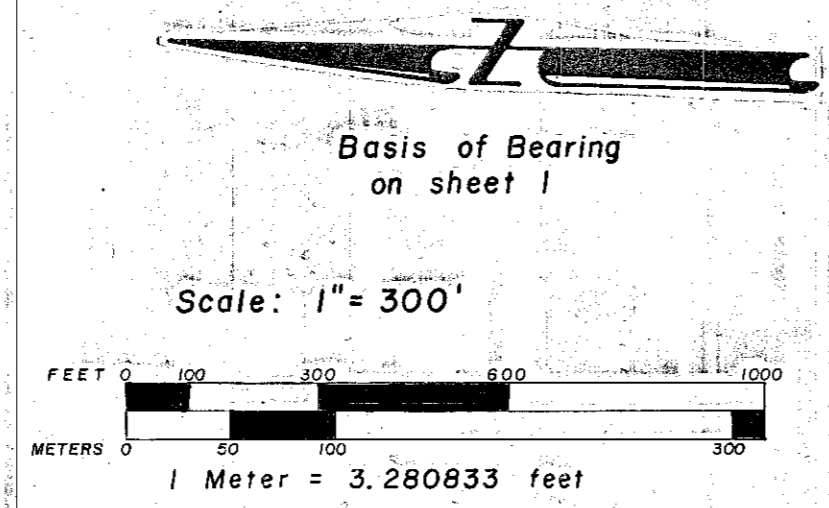 N
Basis of Bearing
on sheet 1
Scale: 1" = 300'
FEET 0 100 300 600 1000
METERS 0 50 100 300
1 Meter = 3.280833 feet